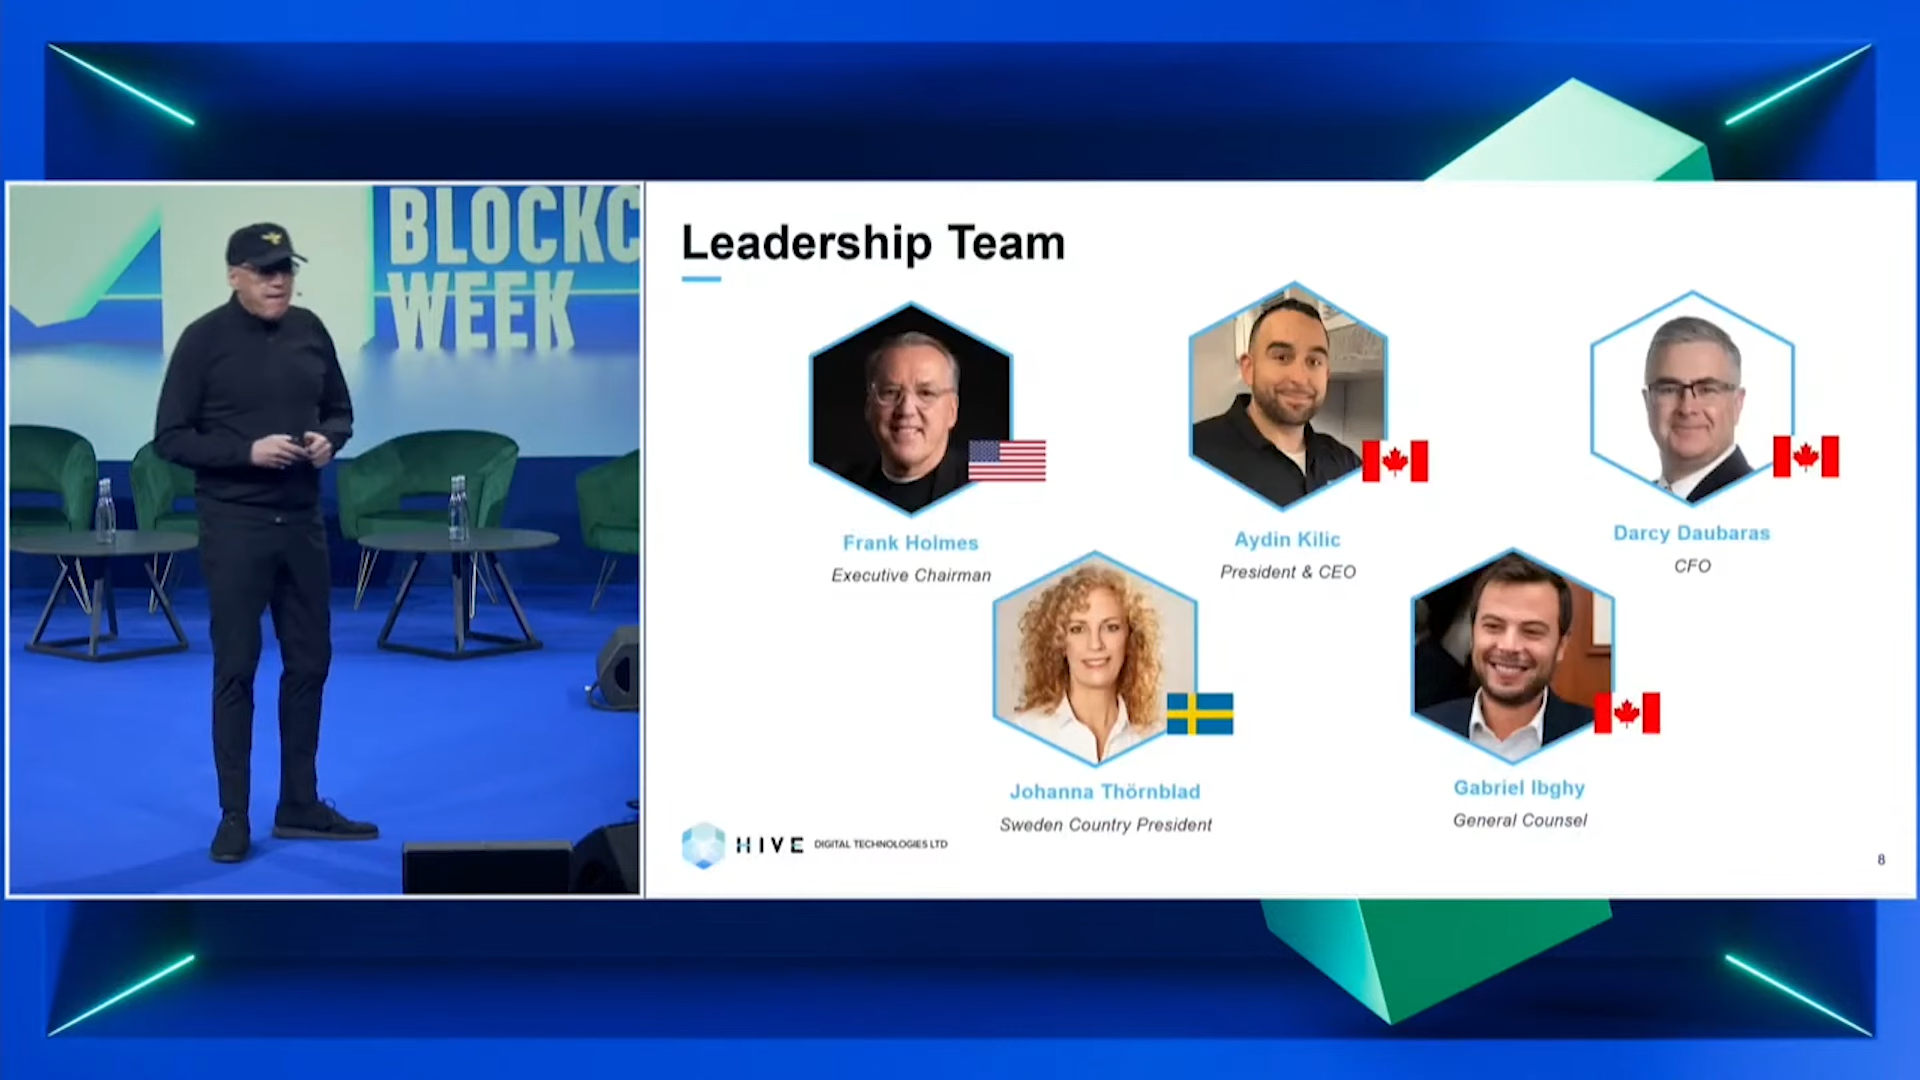 BLOCKC
WEEK
Leadership Team
Frank Holmes
Executive Chairman
Aydin Kilic
President & CEO
Darcy Daubaras
CFO
Johanna Thörnblad
Sweden Country President
Gabriel Ibghy
General Counsel
HIVE DIGITAL TECHNOLOGIES LTD
8